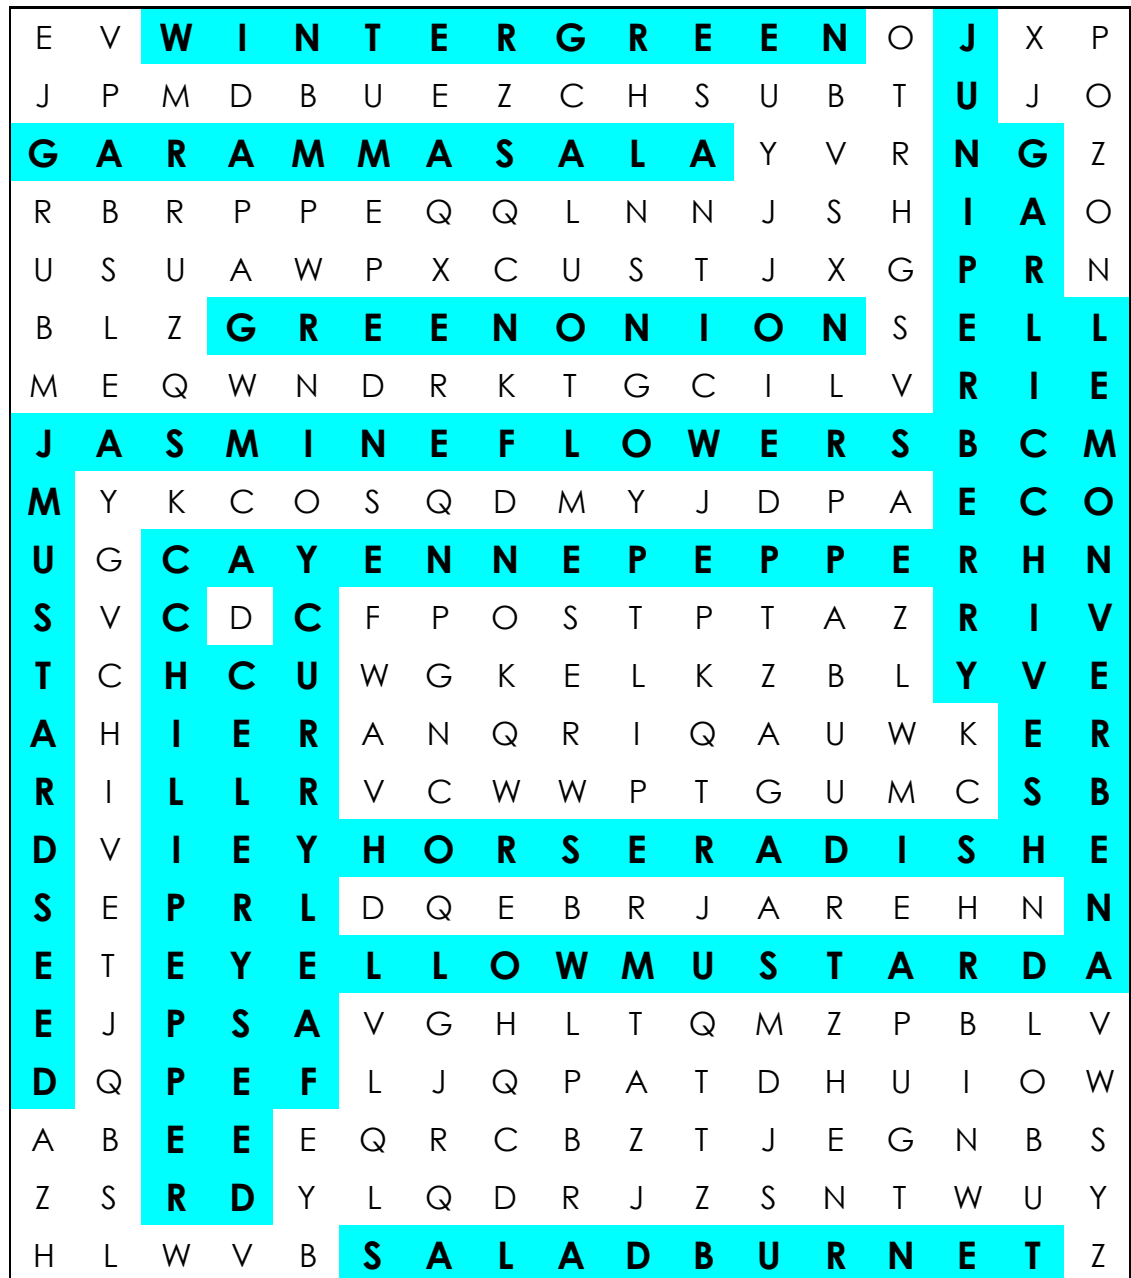 E V W I N T E R G R E E N O J X P
J P M D B U E Z C H S U B T U J O
G A R A M M A S A L A Y V R N G Z
R B R P P E Q Q L N N J S H I A O
U S U A W P X C U S T J X G P R N
B L Z G R E E N O N I O N S E L L
M E Q W N D R K T G C I L V R I E
J A S M I N E F L O W E R S B C M
M Y K C O S Q D M Y J D P A E C O
U G C A Y E N N E P E P P E R H N
S V C D C F P O S T P T A Z R I V
T C H C U W G K E L K Z B L Y V E
A H I E R A N Q R I Q A U W K E R
R I L L R V C W W P T G U M C S B
D V I E Y H O R S E R A D I S H E
S E P R L D Q E B R J A R E H N N
E T E Y E L L O W M U S T A R D A
E J P S A V G H L T Q M Z P B L V
D Q P E F L J Q P A T D H U I O W
A B E E E Q R C B Z T J E G N B S
Z S R D Y L Q D R J Z S N T W U Y
H L W V B S A L A D B U R N E T Z